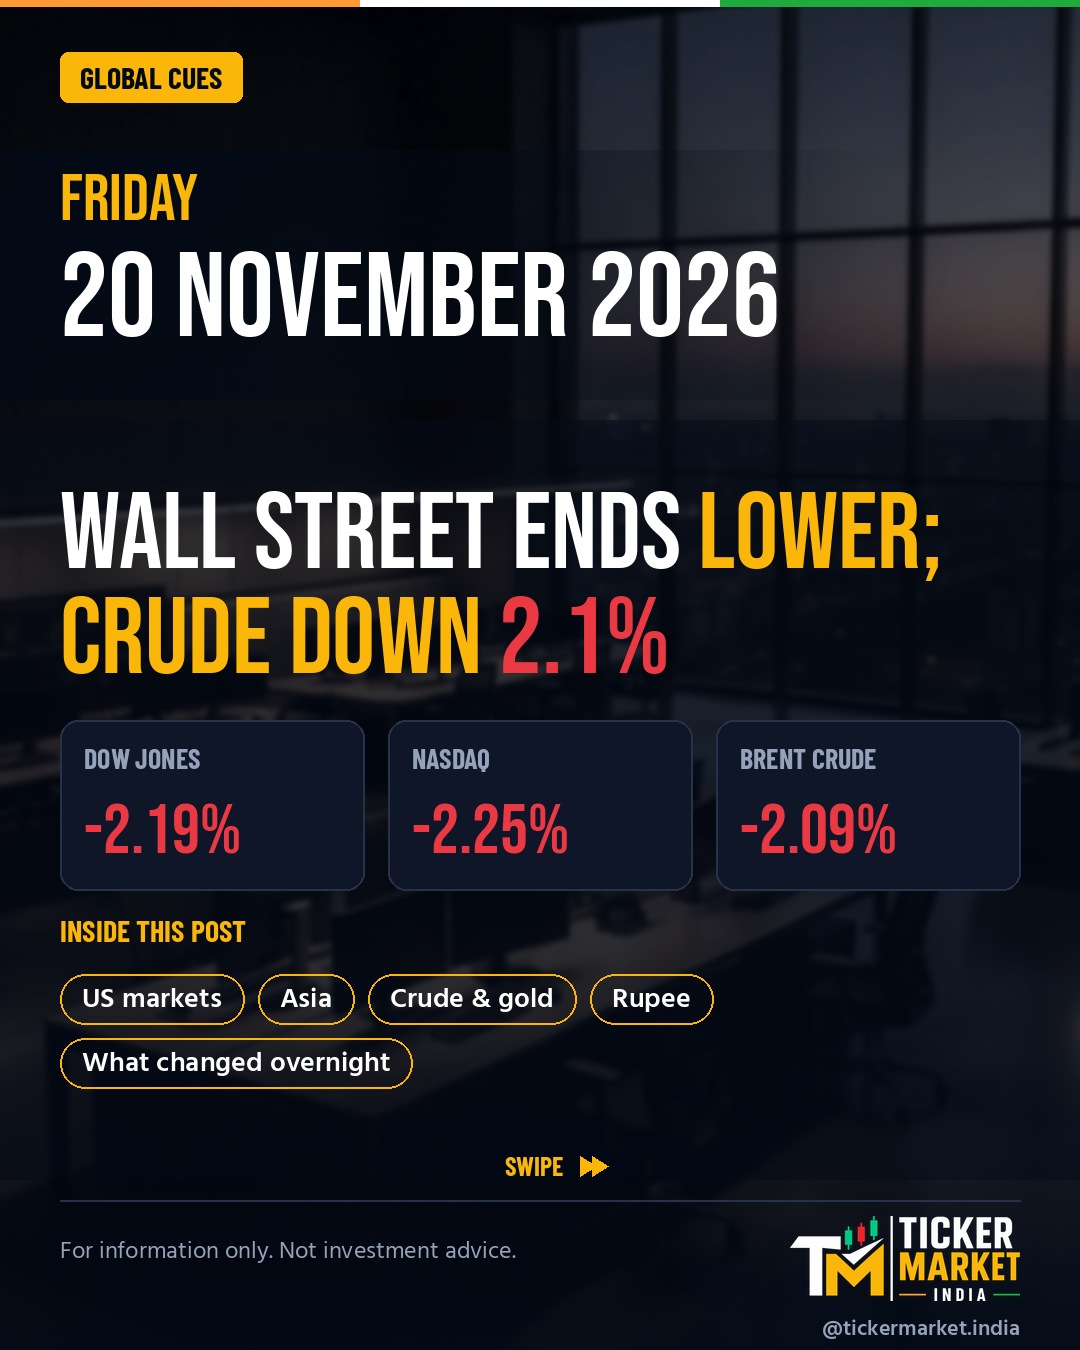 GLOBAL CUES
FRIDAY
20 NOVEMBER 2026
WALL STREET ENDS LOWER;
CRUDE DOWN 2.1%
DOW JONES
-2.19%
NASDAQ
-2.25%
BRENT CRUDE
-2.09%
INSIDE THIS POST
US markets
Asia
Crude & gold
Rupee
What changed overnight
SWIPE
For information only. Not investment advice.
TM
TICKER
MARKET
INDIA
@tickermarket.india